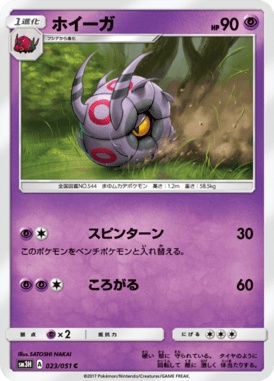 1進化
ホイーガ
HP 90
フシデから進化
全国図鑑NO.544 まゆムカデポケモン 高さ:1.2m 重さ:58.5kg
スピンターン 30
このポケモンをベンチポケモンと入れ替える。
ころがる 60
弱点 ×2 抵抗力 にげる
Illus. SATOSHI NAKAI
SM3H A 023/051 C
©2017 Pokémon/Nintendo/Creatures/GAME FREAK.